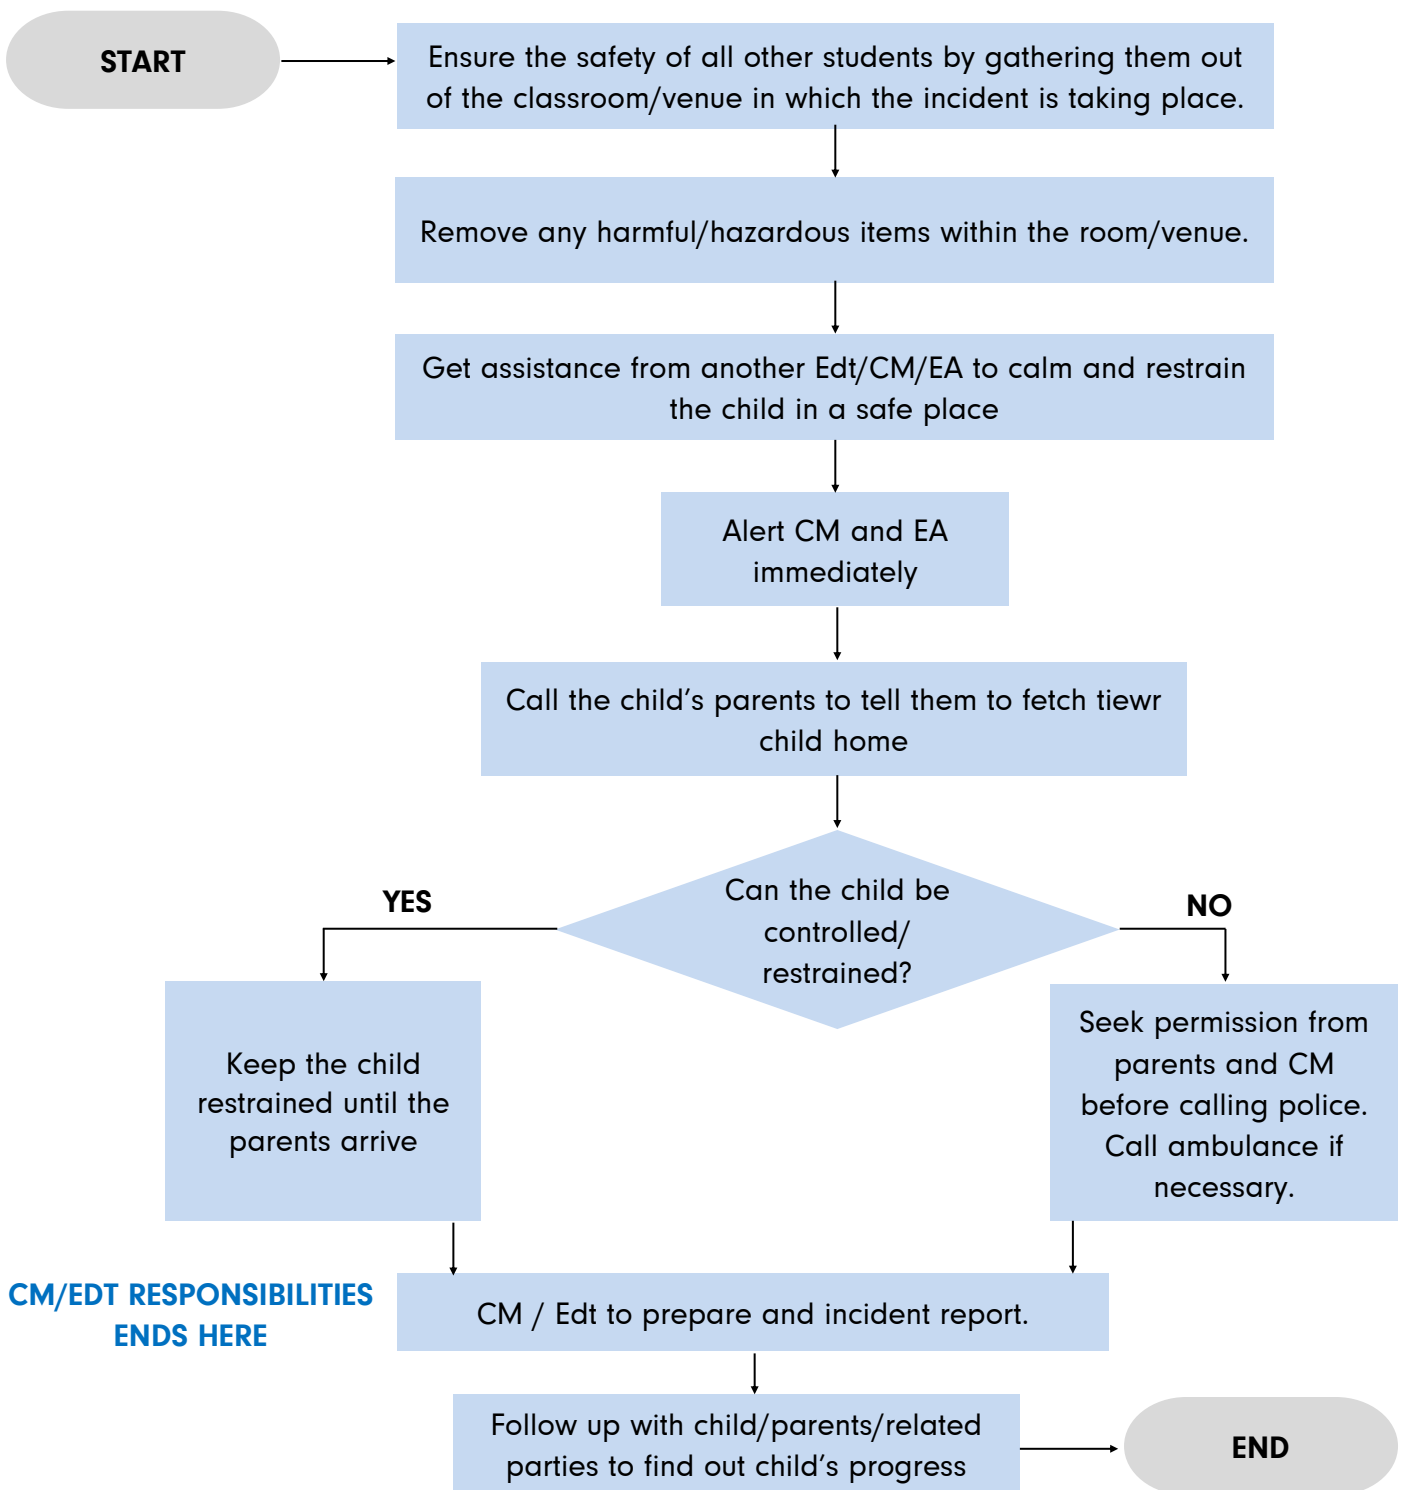 START
Ensure the safety of all other students by gathering them out
of the classroom/venue in which the incident is taking place.
Remove any harmful/hazardous items within the room/venue.
Get assistance from another Edt/CM/EA to calm and restrain
the child in a safe place
Alert CM and EA
immediately
Call the child’s parents to tell them to fetch tiewr
child home
Can the child be
controlled/
restrained?
YES
NO
Keep the child
restrained until the
parents arrive
Seek permission from
parents and CM
before calling police.
Call ambulance if
necessary.
CM/EDT RESPONSIBILITIES
ENDS HERE
CM / Edt to prepare and incident report.
Follow up with child/parents/related
parties to find out child’s progress
END